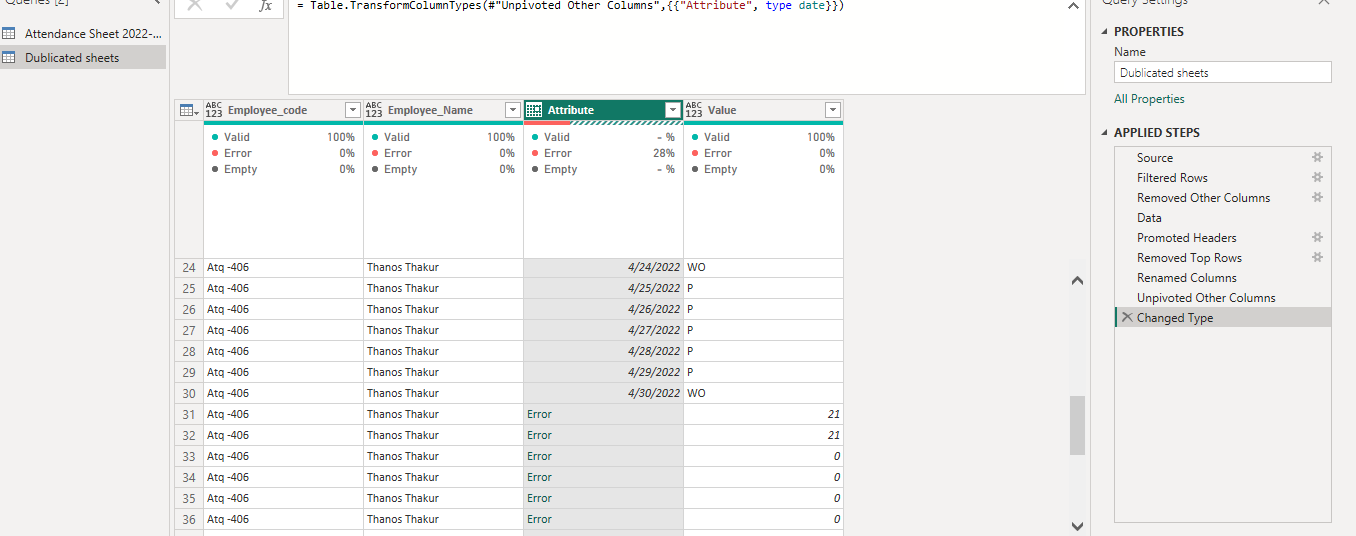 Queries [2]
Attendance Sheet 2022-...
Dublicated sheets
fx
= Table.TransformColumnTypes(#"Unpivoted Other Columns",{{"Attribute", type date}})
ABC 123 Employee_code ABC 123 Employee_Name Attribute ABC 123 Value
Valid 100% Valid 100% Valid - % Valid 100%
Error 0% Error 0% Error 28% Error 0%
Empty 0% Empty 0% Empty - % Empty 0%
24 Atq -406 Thanos Thakur 4/24/2022 WO
25 Atq -406 Thanos Thakur 4/25/2022 P
26 Atq -406 Thanos Thakur 4/26/2022 P
27 Atq -406 Thanos Thakur 4/27/2022 P
28 Atq -406 Thanos Thakur 4/28/2022 P
29 Atq -406 Thanos Thakur 4/29/2022 P
30 Atq -406 Thanos Thakur 4/30/2022 WO
31 Atq -406 Thanos Thakur Error 21
32 Atq -406 Thanos Thakur Error 21
33 Atq -406 Thanos Thakur Error 0
34 Atq -406 Thanos Thakur Error 0
35 Atq -406 Thanos Thakur Error 0
36 Atq -406 Thanos Thakur Error 0
Query Settings
PROPERTIES
Name
Dublicated sheets
All Properties
APPLIED STEPS
Source
Filtered Rows
Removed Other Columns
Data
Promoted Headers
Removed Top Rows
Renamed Columns
Unpivoted Other Columns
Changed Type